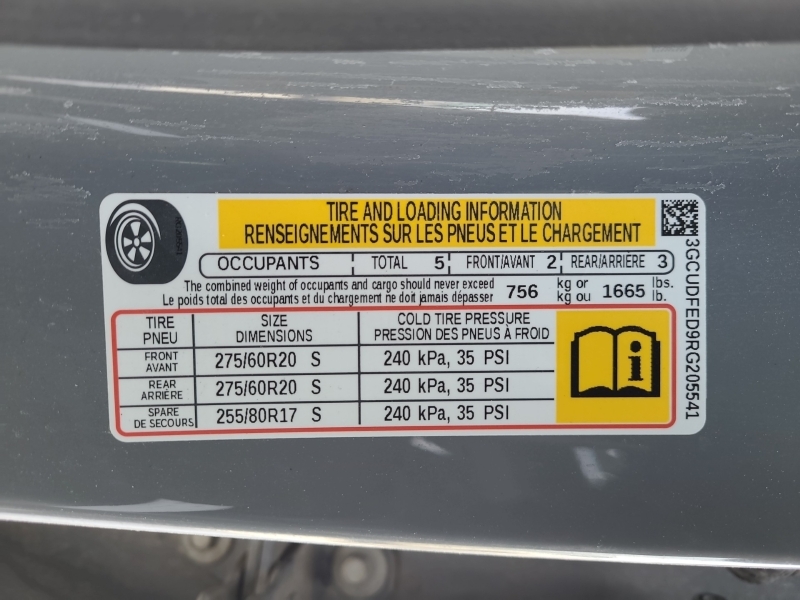 TIRE AND LOADING INFORMATION
RENSEIGNEMENTS SUR LES PNEUS ET LE CHARGEMENT
OCCUPANTS TOTAL 5 FRONT/AVANT 2 REAR/ARRIÈRE 3
The combined weight of occupants and cargo should never exceed 756 kg or 1665 lbs.
Le poids total des occupants et du chargement ne doit jamais dépasser kg ou lb.
TIRE SIZE COLD TIRE PRESSURE
PNEU DIMENSIONS PRESSION DES PNEUS À FROID
FRONT
AVANT 275/60R20 S 240 kPa, 35 PSI
REAR
ARRIÈRE 275/60R20 S 240 kPa, 35 PSI
SPARE
DE SECOURS 255/80R17 S 240 kPa, 35 PSI
3GCUDFED9RG205541